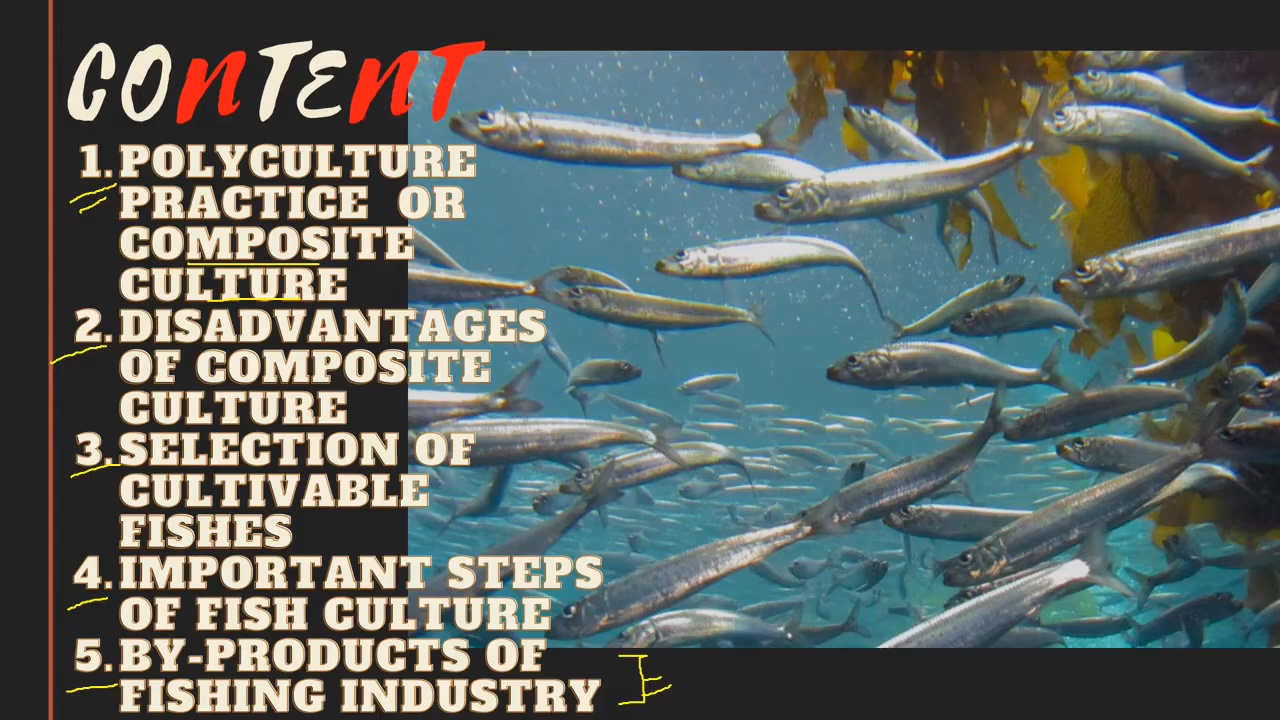 CONTENT
1. POLYCULTURE
PRACTICE OR
COMPOSITE
CULTURE
2. DISADVANTAGES
OF COMPOSITE
CULTURE
3. SELECTION OF
CULTIVABLE
FISHES
4. IMPORTANT STEPS
OF FISH CULTURE
5. BY-PRODUCTS OF
FISHING INDUSTRY